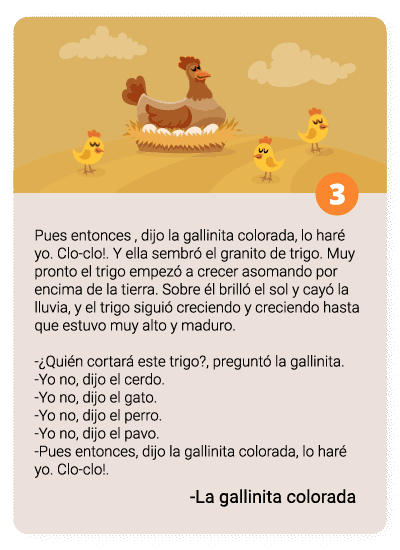 3
Pues entonces , dijo la gallinita colorada, lo haré
yo. Clo-clo!. Y ella sembró el granito de trigo. Muy
pronto el trigo empezó a crecer asomando por
encima de la tierra. Sobre él brilló el sol y cayó la
lluvia, y el trigo siguió creciendo y creciendo hasta
que estuvo muy alto y maduro.
-¿Quién cortará este trigo?, preguntó la gallinita.
-Yo no, dijo el cerdo.
-Yo no, dijo el gato.
-Yo no, dijo el perro.
-Yo no, dijo el pavo.
-Pues entonces, dijo la gallinita colorada, lo haré
yo. Clo-clo!.
-La gallinita colorada